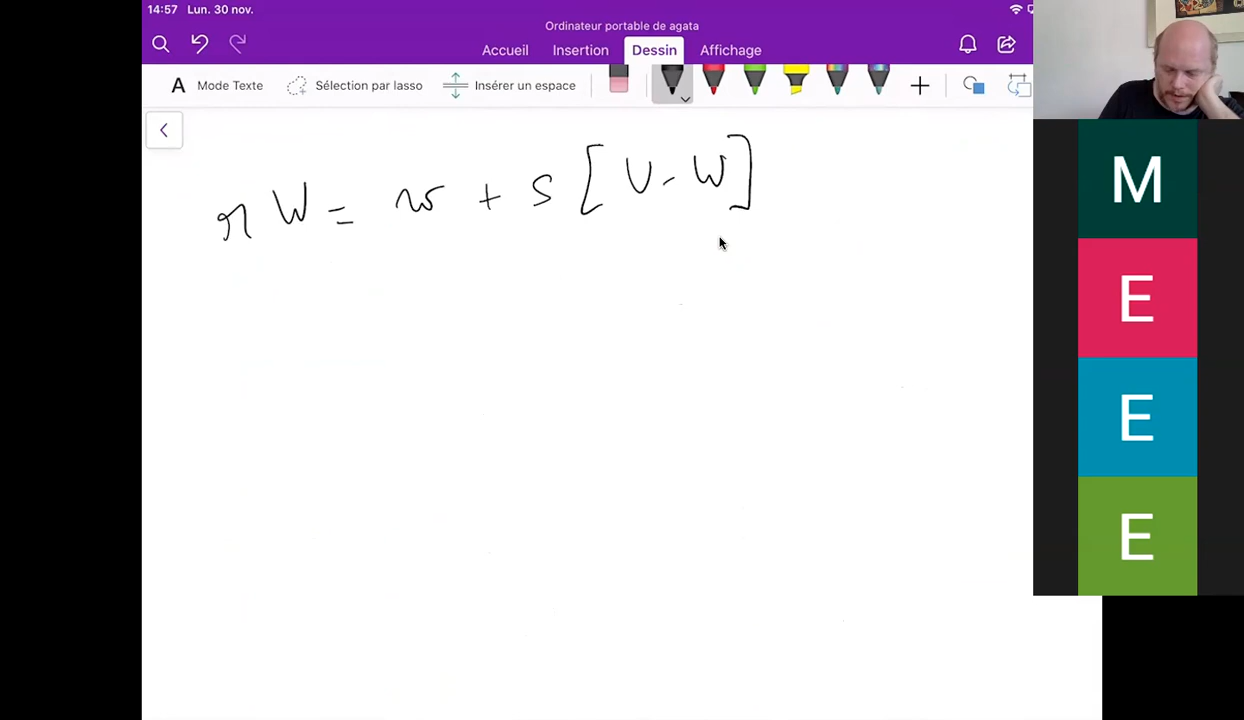 14:57 Lun. 30 nov.
Ordinateur portable de agata
Accueil Insertion Dessin Affichage
A Mode Texte Sélection par lasso Insérer un espace
r W = w + s [ U - W ]
M
E
E
E